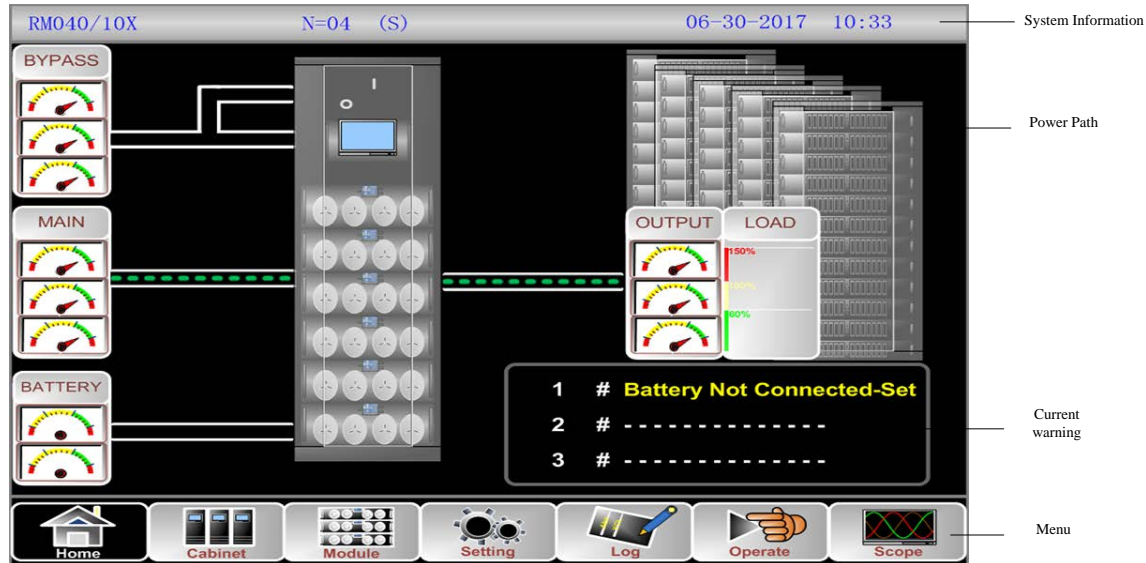 RM040/10X N=04 (S) 06-30-2017 10:33
System Information
BYPASS
Power Path
MAIN
OUTPUT LOAD
150%
100%
60%
BATTERY
1 # Battery Not Connected-Set
2 # - - - - - - - - - - - - - -
3 # - - - - - - - - - - - - - -
Current
warning
Home Cabinet Module Setting Log Operate Scope
Menu